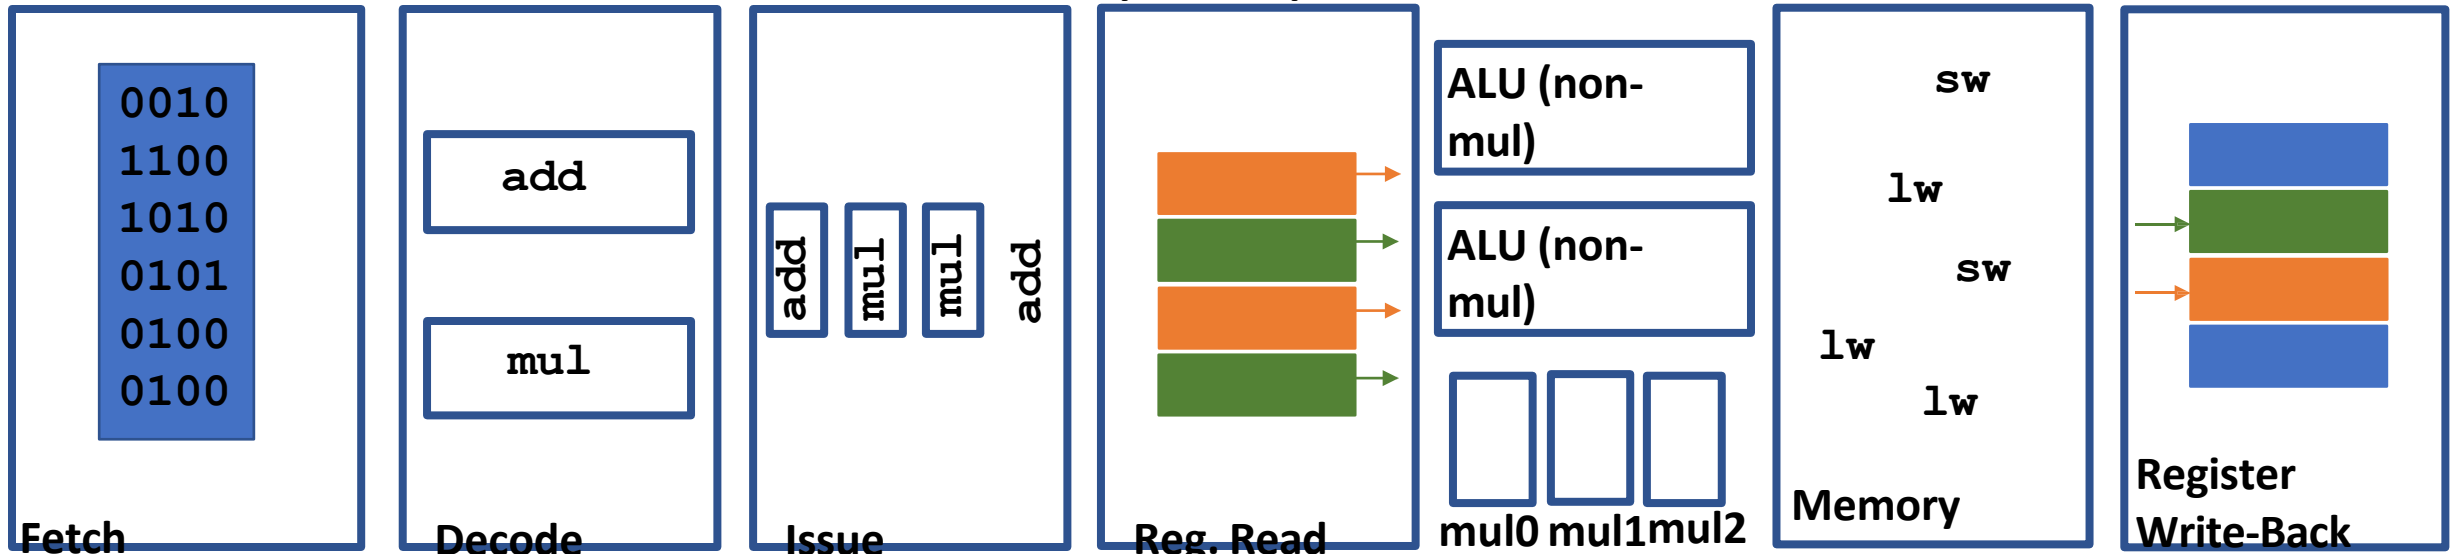 0010
1100
1010
0101
0100
0100
Fetch
add
mul
Decode
add
mul
mul
add
Issue
Reg. Read
ALU (non-
mul)
ALU (non-
mul)
mul0 mul1 mul2
sw
lw
sw
lw
lw
Memory
Register
Write-Back